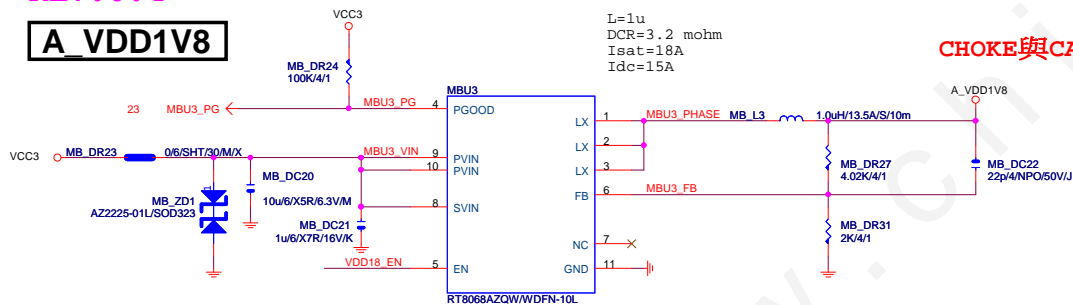 A_VDD1V8
VCC3
MB_DR24
100K/4/1
L=1u
DCR=3.2 mohm
Isat=18A
Idc=15A
CHOKE與CA
23 MBU3_PG
MBU3_PG 4
MBU3
PGOOD
A_VDD1V8
LX 1 MBU3_PHASE MB_L3 1.0uH/13.5A/S/10m
LX 2
LX 3
VCC3 MB_DR23 0/6/SHT/30/M/X
MBU3_VIN 9 PVIN
10 PVIN
MB_DC20
10u/6/X5R/6.3V/M
MB_ZD1
AZ2225-01L/SOD323
1
8 SVIN
MB_DC21
1u/6/X7R/16V/K
FB 6 MBU3_FB
MB_DR27
4.02K/4/1
MB_DC22
22p/4/NPO/50V/J
MB_DR31
2K/4/1
NC 7
VDD18_EN 5 EN
GND 11
RT8068AZQW/WDFN-10L